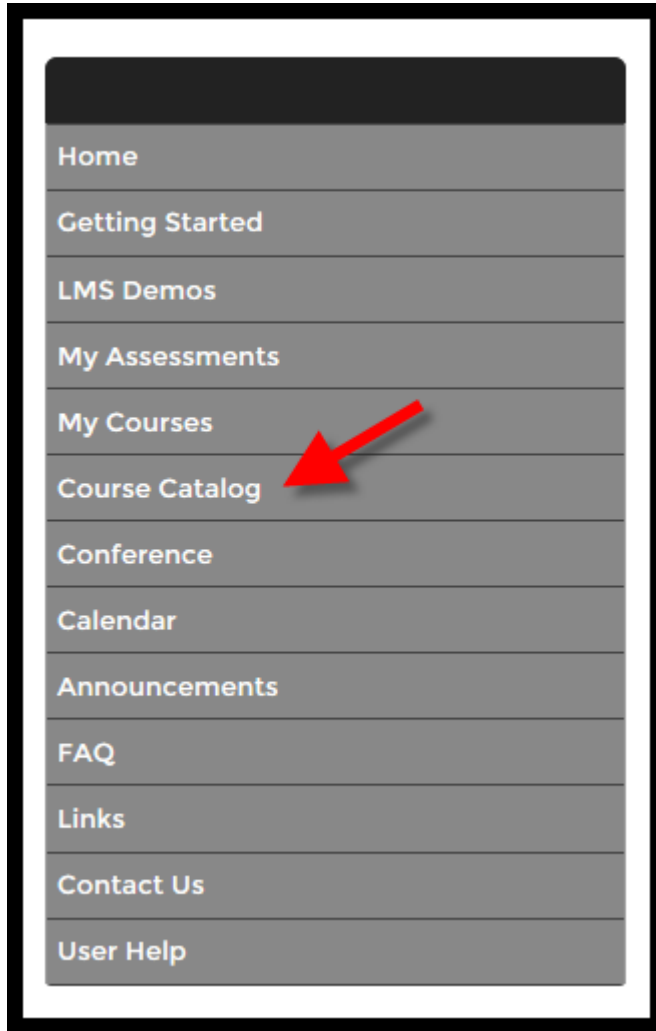 Home
Getting Started
LMS Demos
My Assessments
My Courses
Course Catalog
Conference
Calendar
Announcements
FAQ
Links
Contact Us
User Help